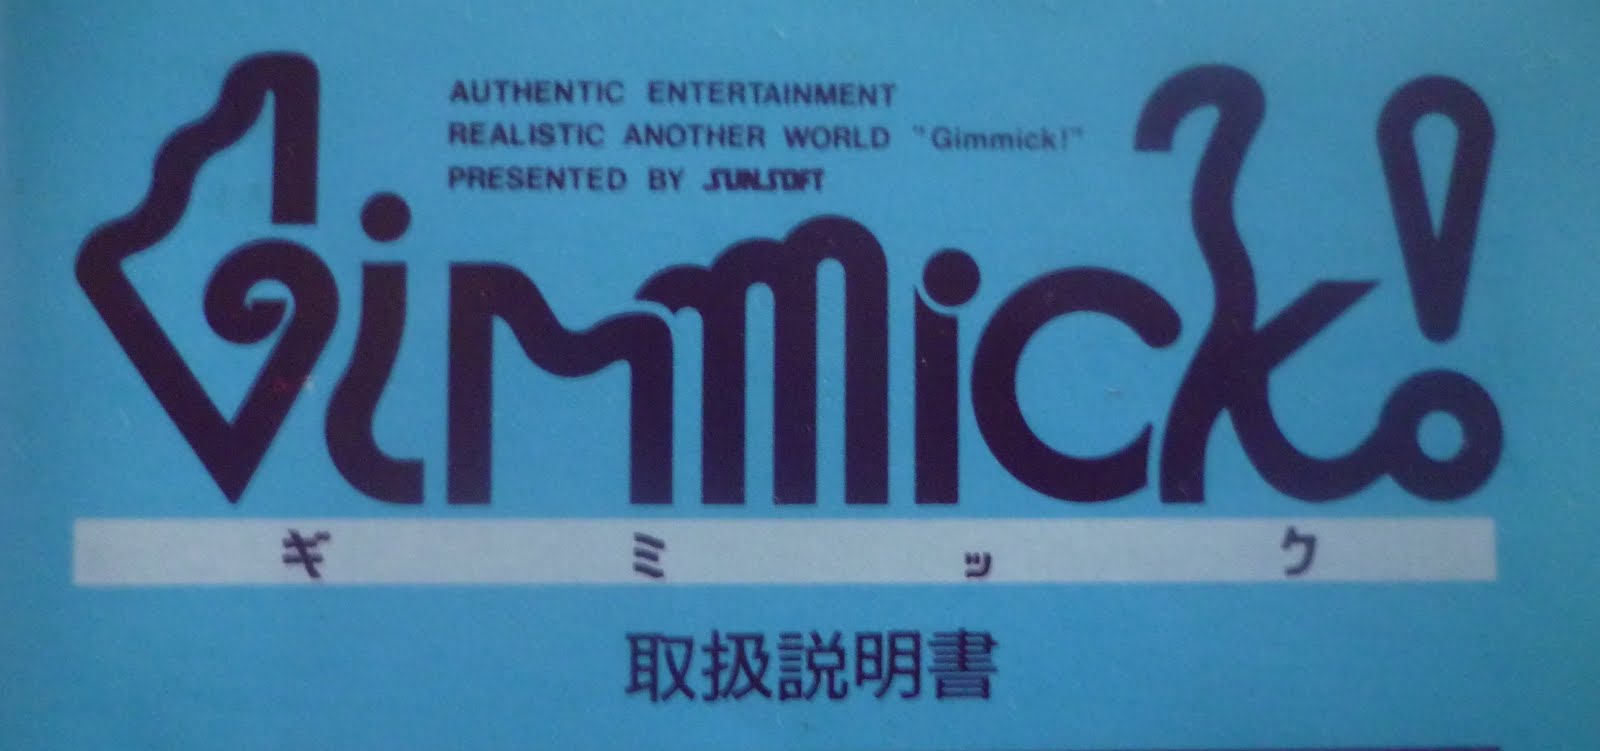 AUTHENTIC ENTERTAINMENT
REALISTIC ANOTHER WORLD "Gimmick!"
PRESENTED BY SUNSOFT
Gimmick!
ギミック
取扱説明書